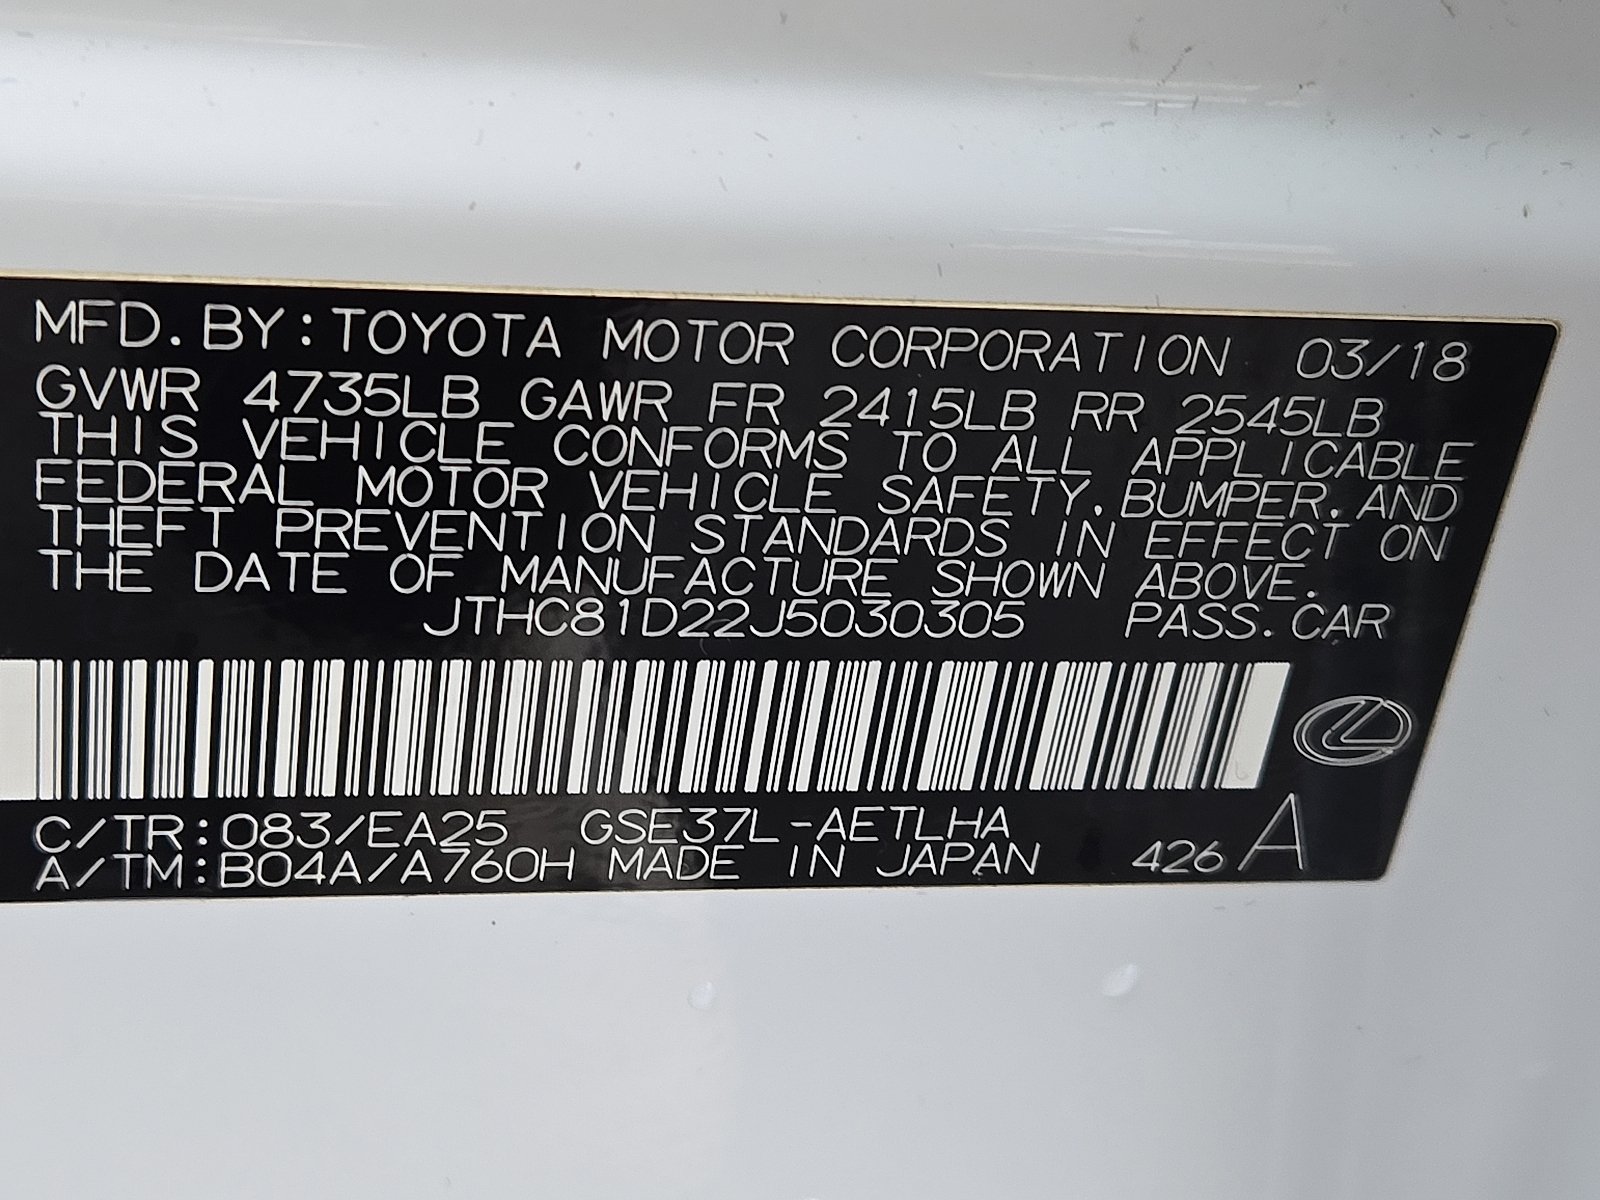 MFD. BY: TOYOTA MOTOR CORPORATION 03/18
GVWR 4735LB GAWR FR 2415LB RR 2545LB
THIS VEHICLE CONFORMS TO ALL APPLICABLE
FEDERAL MOTOR VEHICLE SAFETY. BUMPER. AND
THEFT PREVENTION STANDARDS IN EFFECT ON
THE DATE OF MANUFACTURE SHOWN ABOVE.
JTHC81D22J5030305 PASS. CAR
C/TR: 083/EA25 GSE37L-AETLHA
A/TM: B04A/A760H MADE IN JAPAN 426 A